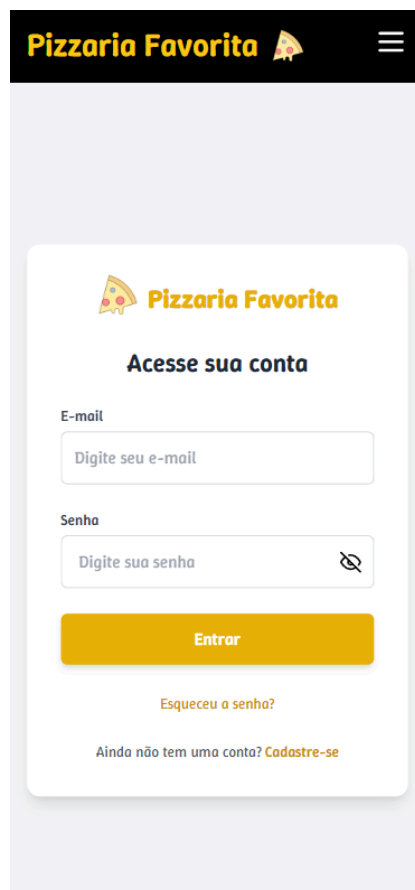 Pizzaria Favorita
Pizzaria Favorita
Acesse sua conta
E-mail
Digite seu e-mail
Senha
Digite sua senha
Entrar
Esqueceu a senha?
Ainda não tem uma conta? Cadastre-se